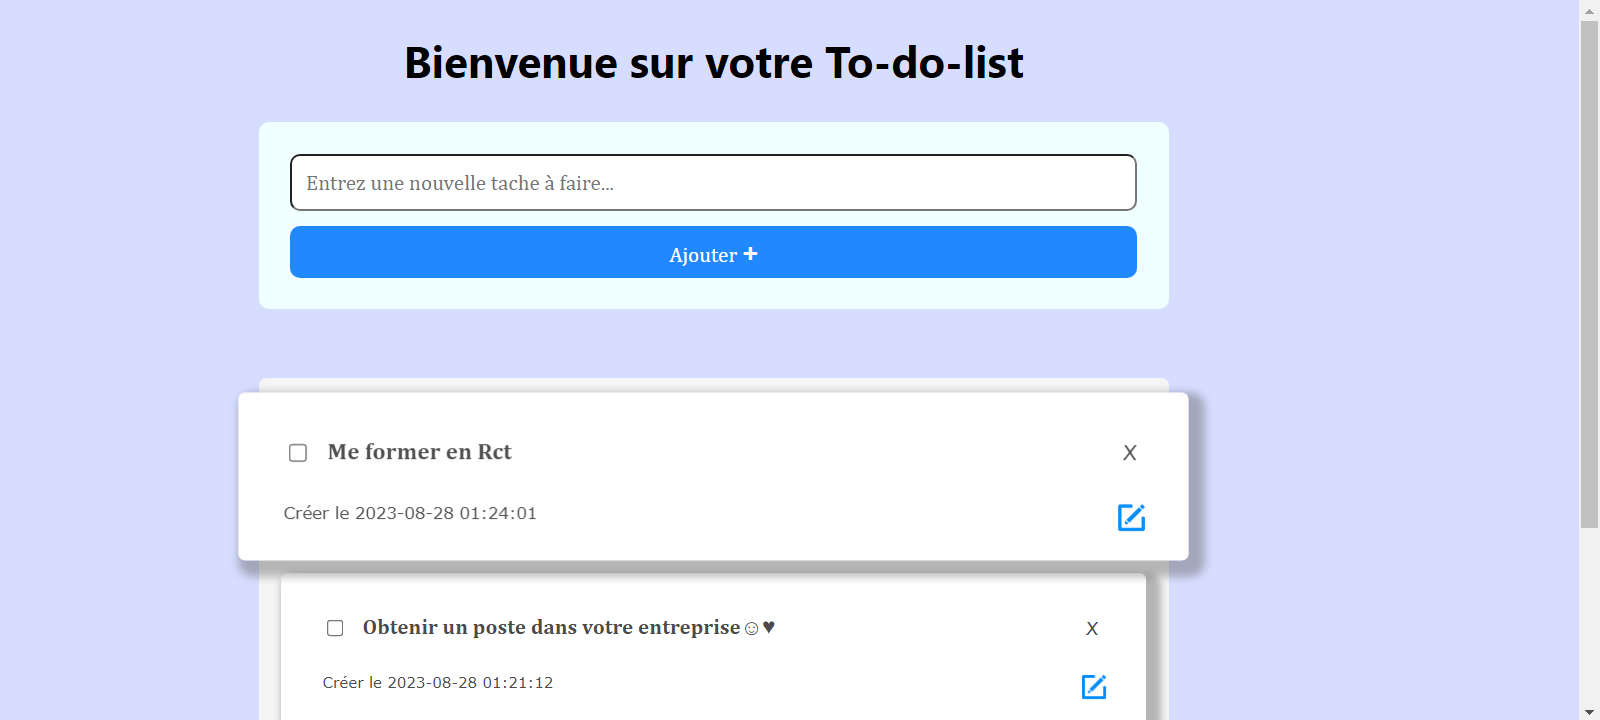 Bienvenue sur votre To-do-list
Entrez une nouvelle tache à faire...
Ajouter +
Me former en Rct X
Créer le 2023-08-28 01:24:01
Obtenir un poste dans votre entreprise☺♥ X
Créer le 2023-08-28 01:21:12